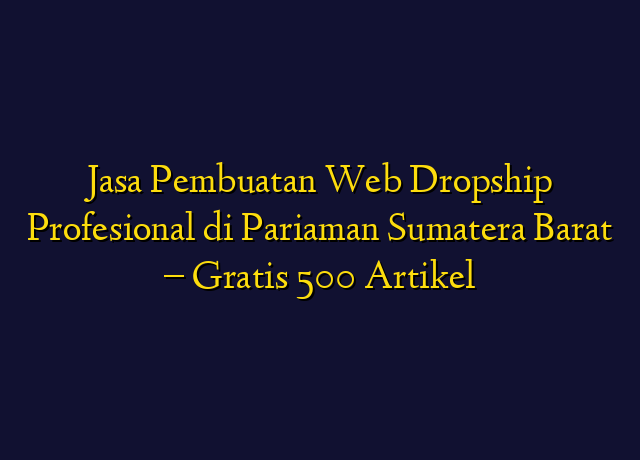 Jasa Pembuatan Web Dropship
Profesional di Pariaman Sumatera Barat
– Gratis 500 Artikel